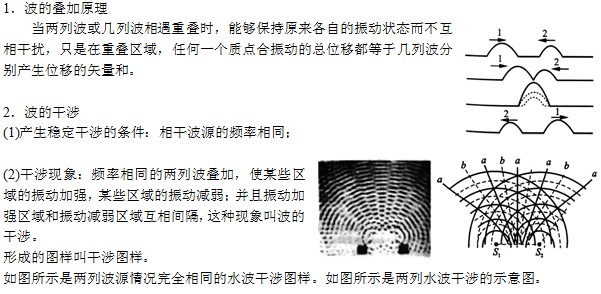 1．波的叠加原理
当两列波或几列波相遇重叠时，能够保持原来各自的振动状态而不互
相干扰，只是在重叠区域，任何一个质点合振动的总位移都等于几列波分
别产生位移的矢量和。
1 2
1 2
2 1
2．波的干涉
(1)产生稳定干涉的条件：相干波源的频率相同；
(2)干涉现象：频率相同的两列波叠加，使某些区
域的振动加强，某些区域的振动减弱；并且振动加
强区域和振动减弱区域互相间隔，这种现象叫波的
干涉。
形成的图样叫干涉图样。
a b a b a b a b a
S₁ S₂
如图所示是两列波源情况完全相同的水波干涉图样。如图所示是两列水波干涉的示意图。